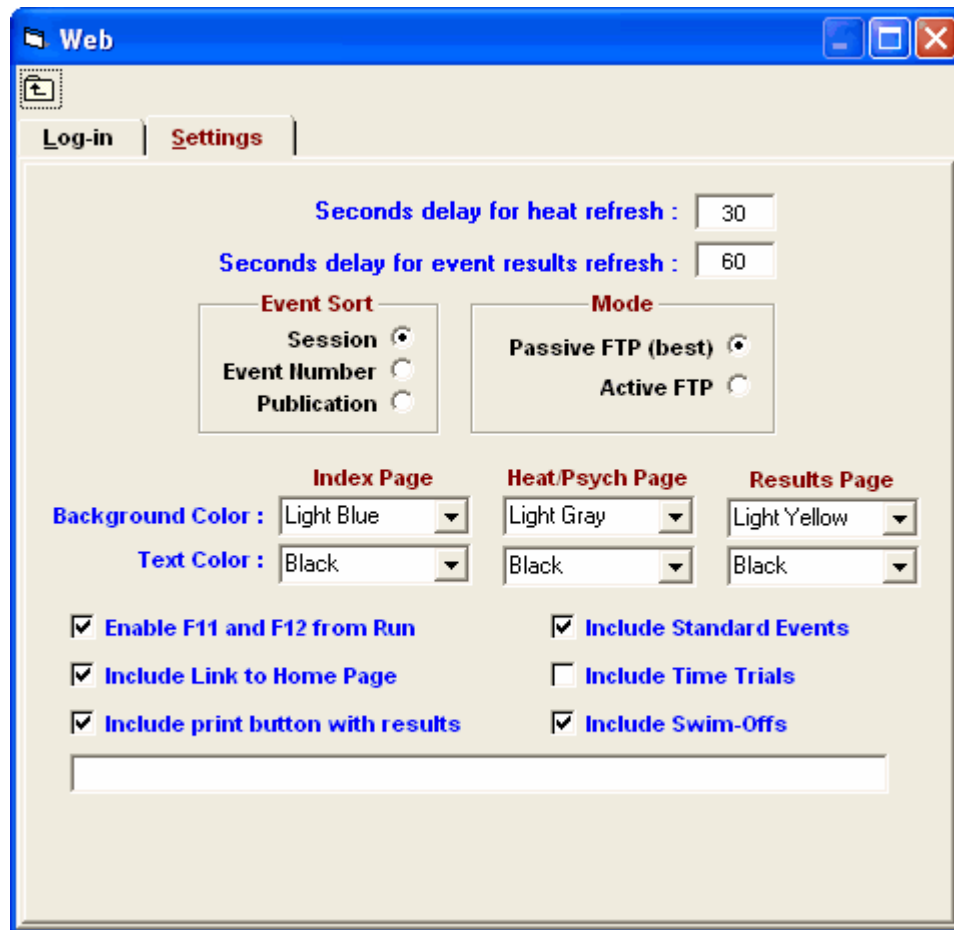 Web
Log-in Settings
Seconds delay for heat refresh : 30
Seconds delay for event results refresh : 60
Event Sort Mode
Session
Passive FTP (best)
Event Number
Active FTP
Publication
Index Page Heat/Psych Page Results Page
Background Color : Light Blue Light Gray Light Yellow
Text Color : Black Black Black
Enable F11 and F12 from Run Include Standard Events
Include Link to Home Page Include Time Trials
Include print button with results Include Swim-Offs